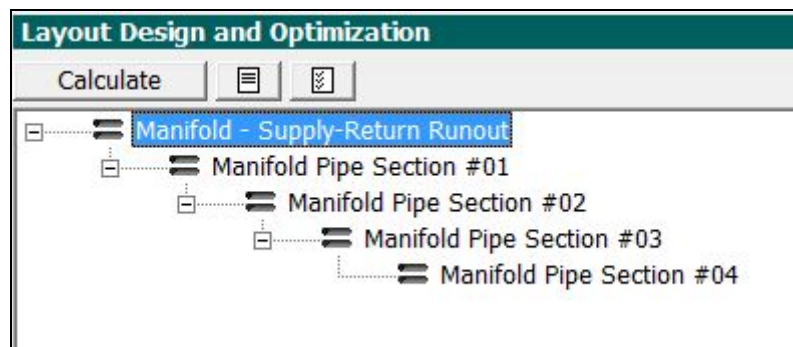 Layout Design and Optimization
Calculate
Manifold - Supply-Return Runout
Manifold Pipe Section #01
Manifold Pipe Section #02
Manifold Pipe Section #03
Manifold Pipe Section #04